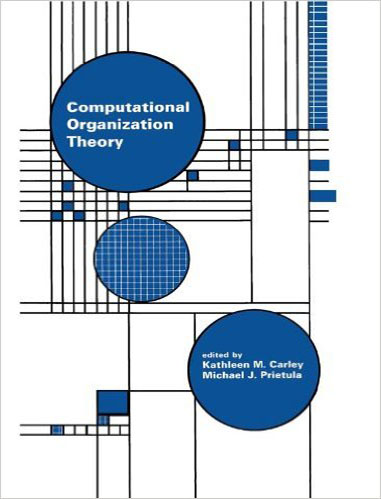 Computational
Organization
Theory
edited by
Kathleen M. Carley
Michael J. Prietula